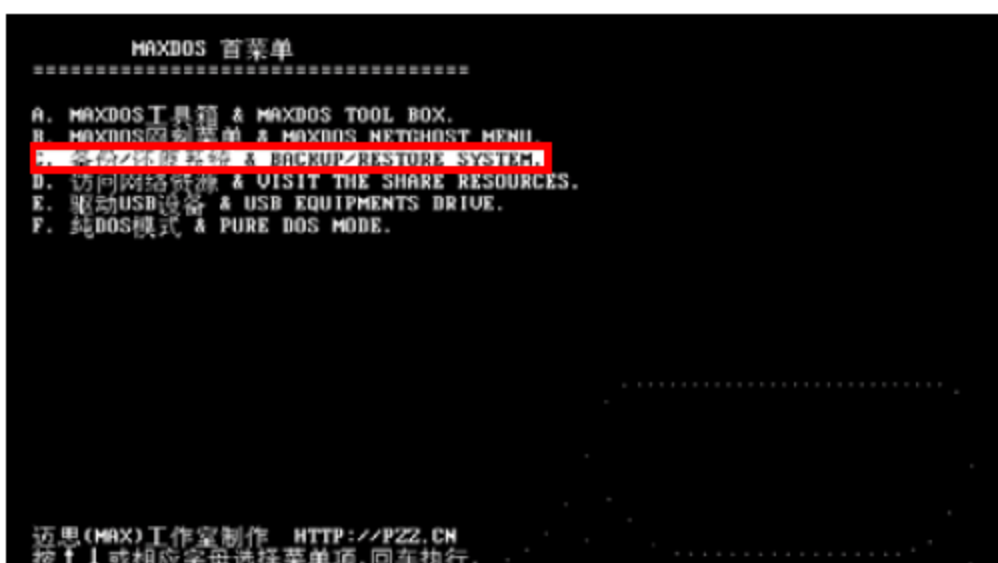 MAXDOS 首菜单
===================================
A. MAXDOS工具箱 & MAXDOS TOOL BOX.
B. MAXDOS网刻菜单 & MAXDOS NETGHOST MENU.
C. 备份/还原系统 & BACKUP/RESTORE SYSTEM.
D. 访问网络资源 & VISIT THE SHARE RESOURCES.
E. 驱动USB设备 & USB EQUIPMENTS DRIVE.
F. 纯DOS模式 & PURE DOS MODE.
迈思(MAX)工作室制作 HTTP://PZZ.CN
按↑↓或相应字母选择菜单项,回车执行.